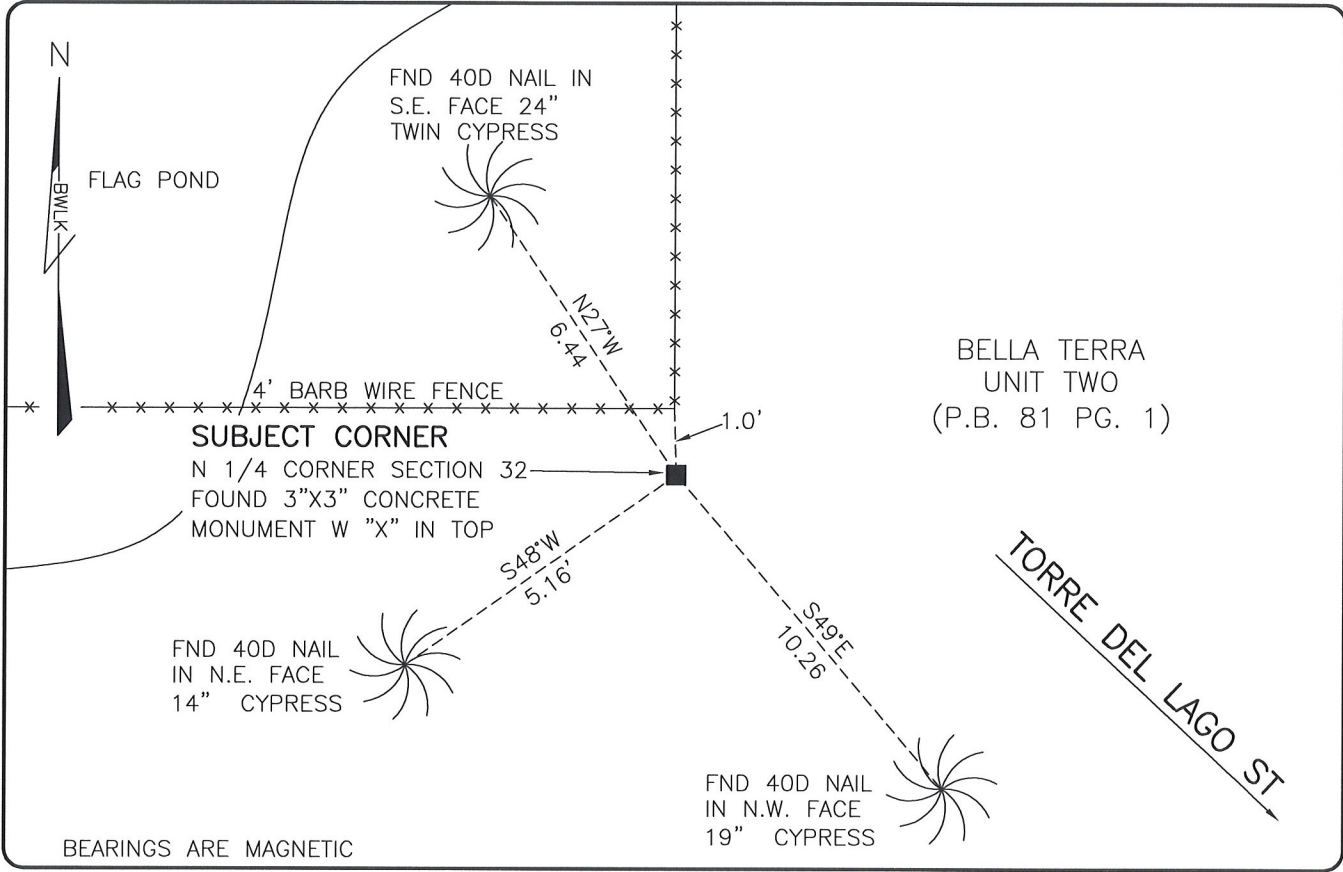 N
BWLK
FLAG POND
FND 40D NAIL IN
S.E. FACE 24"
TWIN CYPRESS
N27°W
6.44
4' BARB WIRE FENCE
1.0'
BELLA TERRA
UNIT TWO
(P.B. 81 PG. 1)
SUBJECT CORNER
N 1/4 CORNER SECTION 32
FOUND 3"X3" CONCRETE
MONUMENT W "X" IN TOP
S48°W
5.16'
S49°E
10.26
TORRE DEL LAGO ST
FND 40D NAIL
IN N.E. FACE
14" CYPRESS
FND 40D NAIL
IN N.W. FACE
19" CYPRESS
BEARINGS ARE MAGNETIC